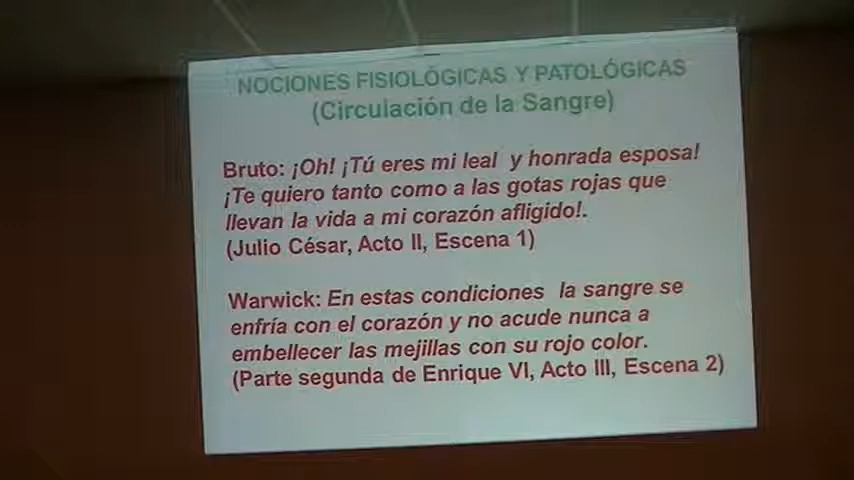 NOCIONES FISIOLÓGICAS Y PATOLÓGICAS
(Circulación de la Sangre)
Bruto: ¡Oh! ¡Tú eres mi leal y honrada esposa!
¡Te quiero tanto como a las gotas rojas que
llevan la vida a mi corazón afligido!.
(Julio César, Acto II, Escena 1)
Warwick: En estas condiciones la sangre se
enfría con el corazón y no acude nunca a
embellecer las mejillas con su rojo color.
(Parte segunda de Enrique VI, Acto III, Escena 2)